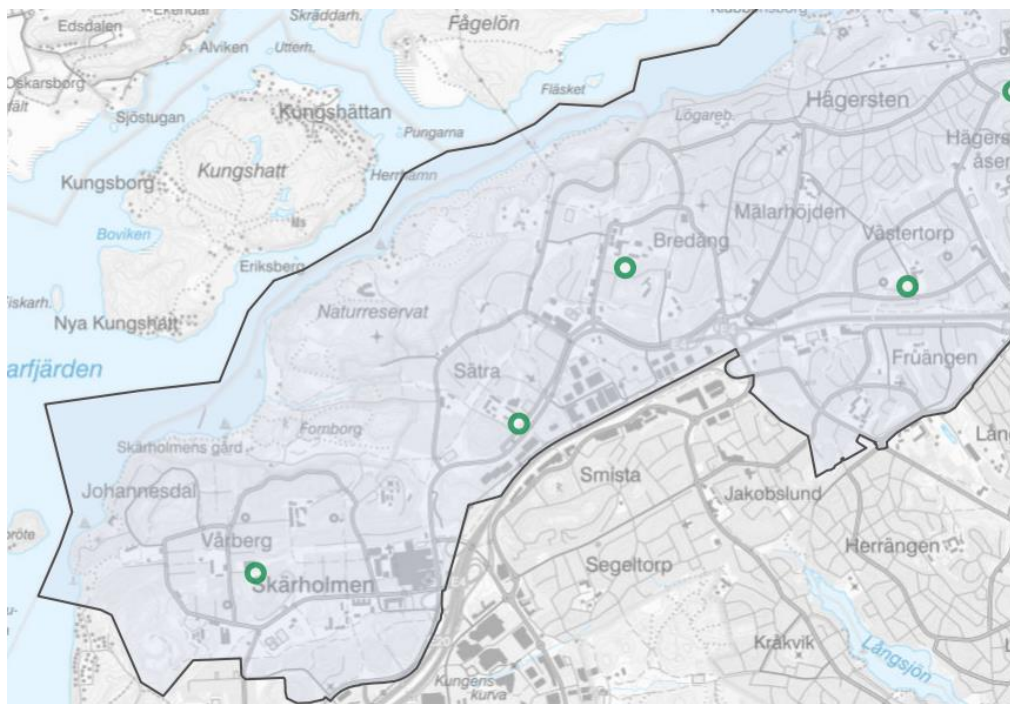 Ekendal
Edsdalen
Skräddarh.
Fågelön
Alviken
Utterh.
Oskarsborg
Fläsket
Sjöstugan
Kungshättan
Pungarna
Lögareb.
Hägersten
Kungshatt
Herrhamn
Kungsborg
Mälarhöjden
Bredäng
Västertorp
Boviken
Eriksberg
Naturreservat
Nya Kungshält
Fruängen
Sätra
Fornborg
Skärholmens gård
Smista
Johannesdal
Jakobslund
Vårberg
Herrängen
Segeltorp
Skärholmen
Kråkvik
Långsjön
Kungens
kurva